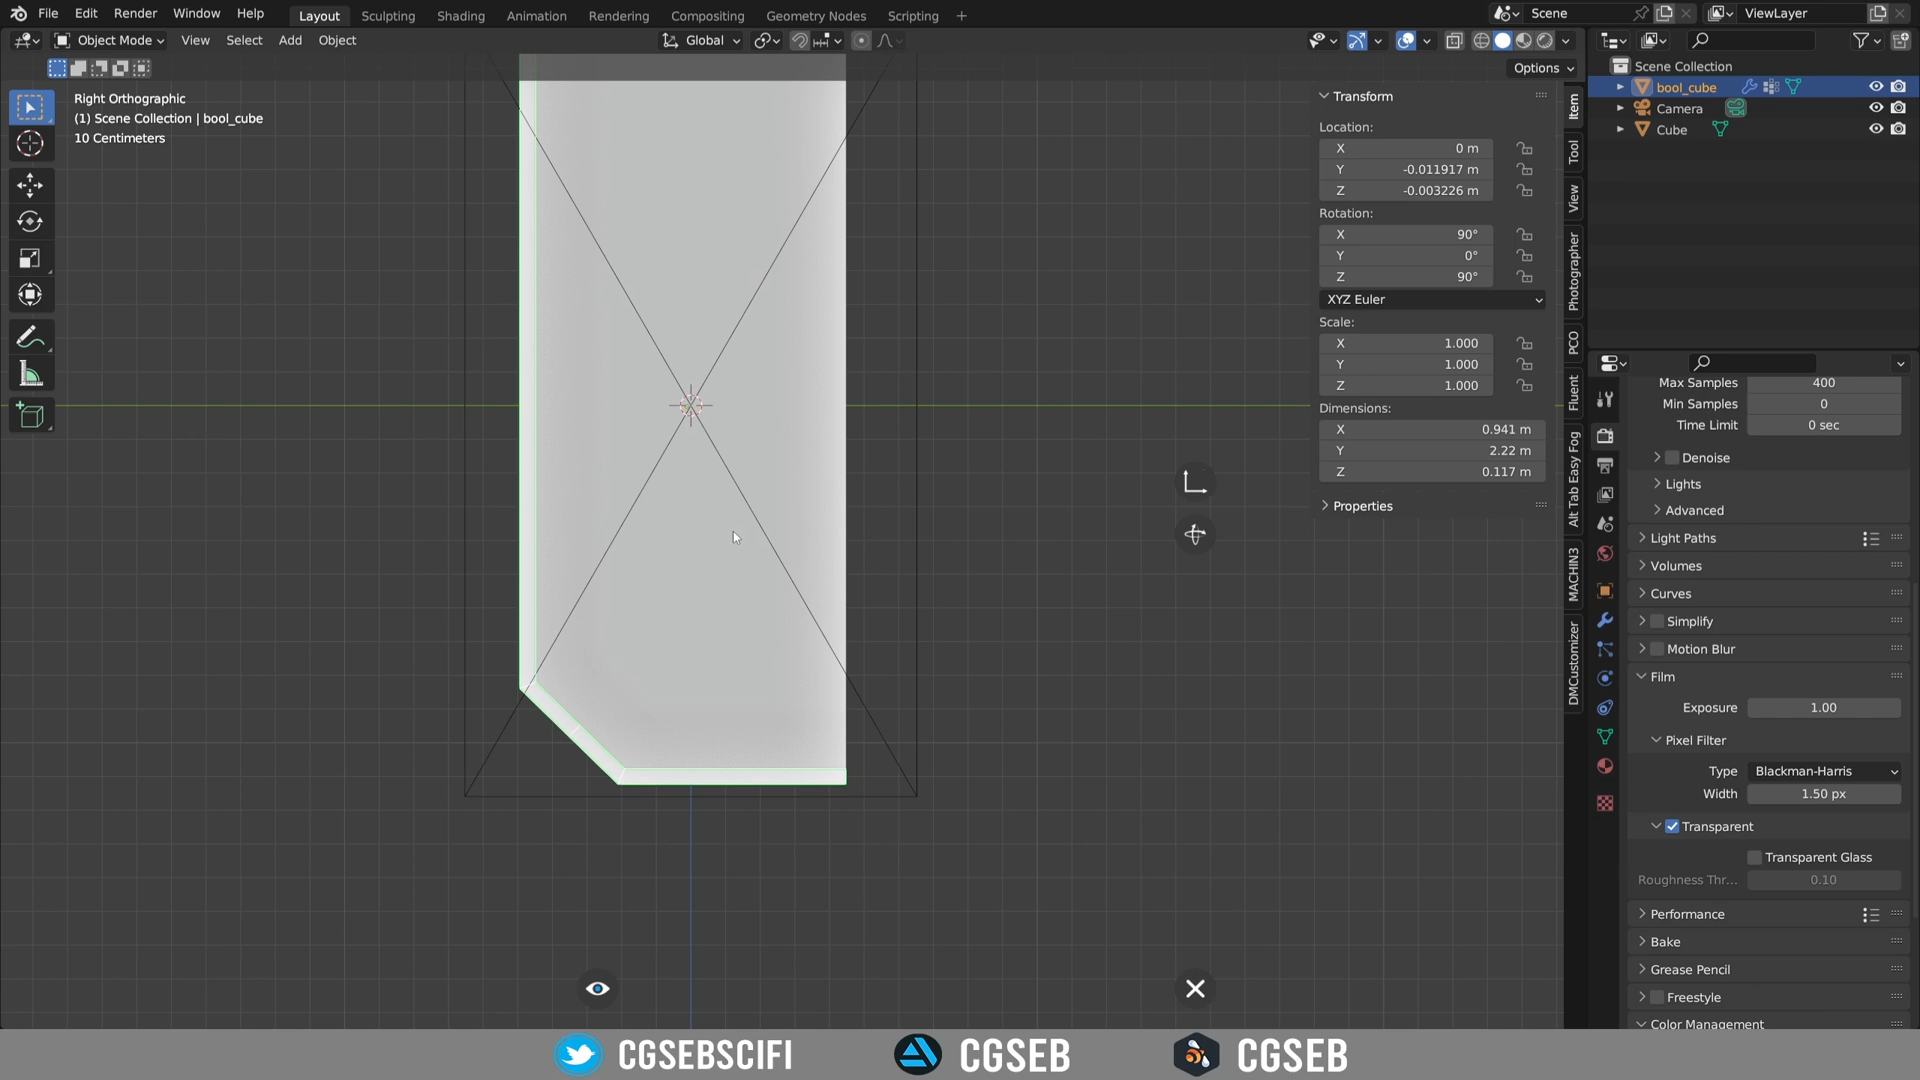 File Edit Render Window Help Layout Sculpting Shading Animation Rendering Compositing Geometry Nodes Scripting + Scene ViewLayer
Object Mode View Select Add Object Global
Options
Right Orthographic
(1) Scene Collection | bool_cube
10 Centimeters
Transform
Location:
X 0 m
Y -0.011917 m
Z -0.003226 m
Rotation:
X 90°
Y 0°
Z 90°
XYZ Euler
Scale:
X 1.000
Y 1.000
Z 1.000
Dimensions:
X 0.941 m
Y 2.22 m
Z 0.117 m
Properties
Item
Tool
View
Photographer
PCO
Fluent
Alt Tab Easy Fog
MACHIN3
DMCustomizer
Scene Collection
bool_cube
Camera
Cube
Max Samples 400
Min Samples 0
Time Limit 0 sec
Denoise
Lights
Advanced
Light Paths
Volumes
Curves
Simplify
Motion Blur
Film
Exposure 1.00
Pixel Filter
Type Blackman-Harris
Width 1.50 px
Transparent
Transparent Glass
Roughness Thr... 0.10
Performance
Bake
Grease Pencil
Freestyle
Color Management
CGSEBSCIFI CGSEB CGSEB